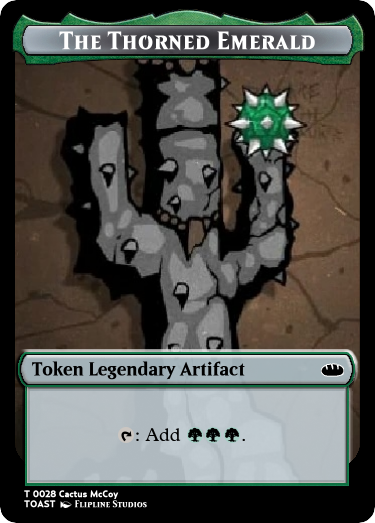 The Thorned Emerald
Token Legendary Artifact
: Add .
T 0028 Cactus McCoy
TOAST Flipline Studios